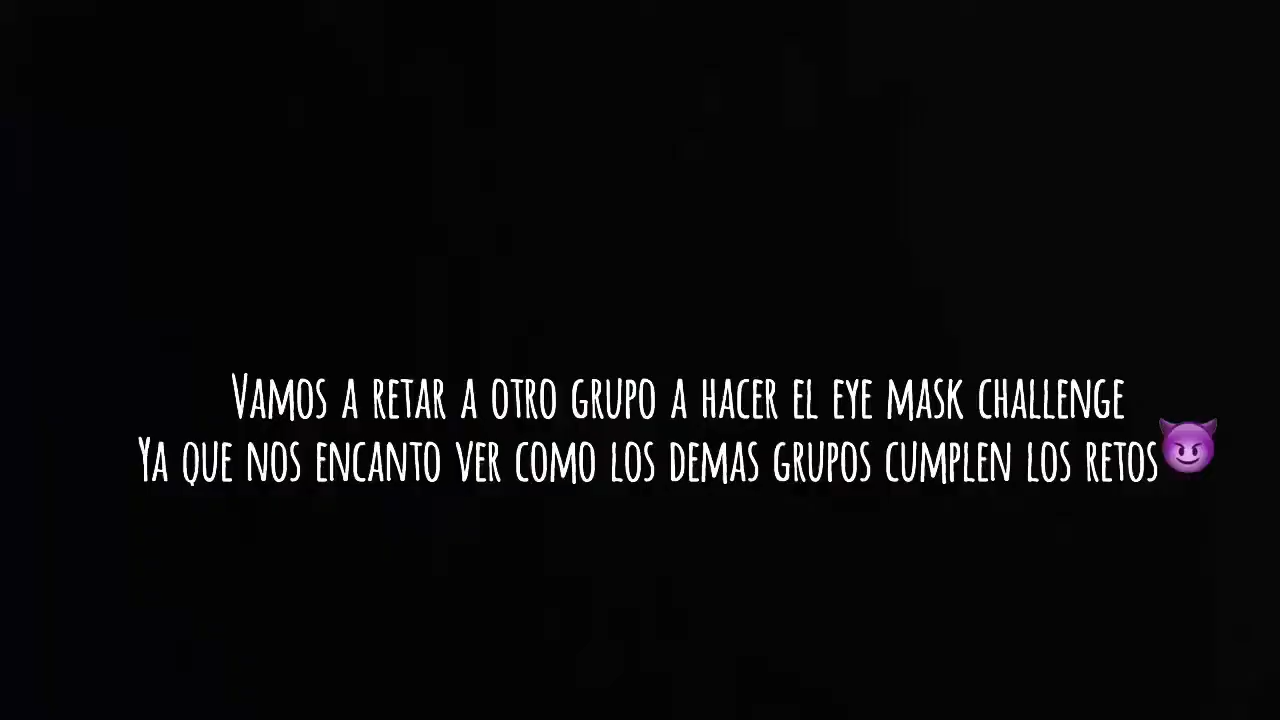 Vamos a retar a otro grupo a hacer el eye mask challenge
Ya que nos encanto ver como los demas grupos cumplen los retos😈